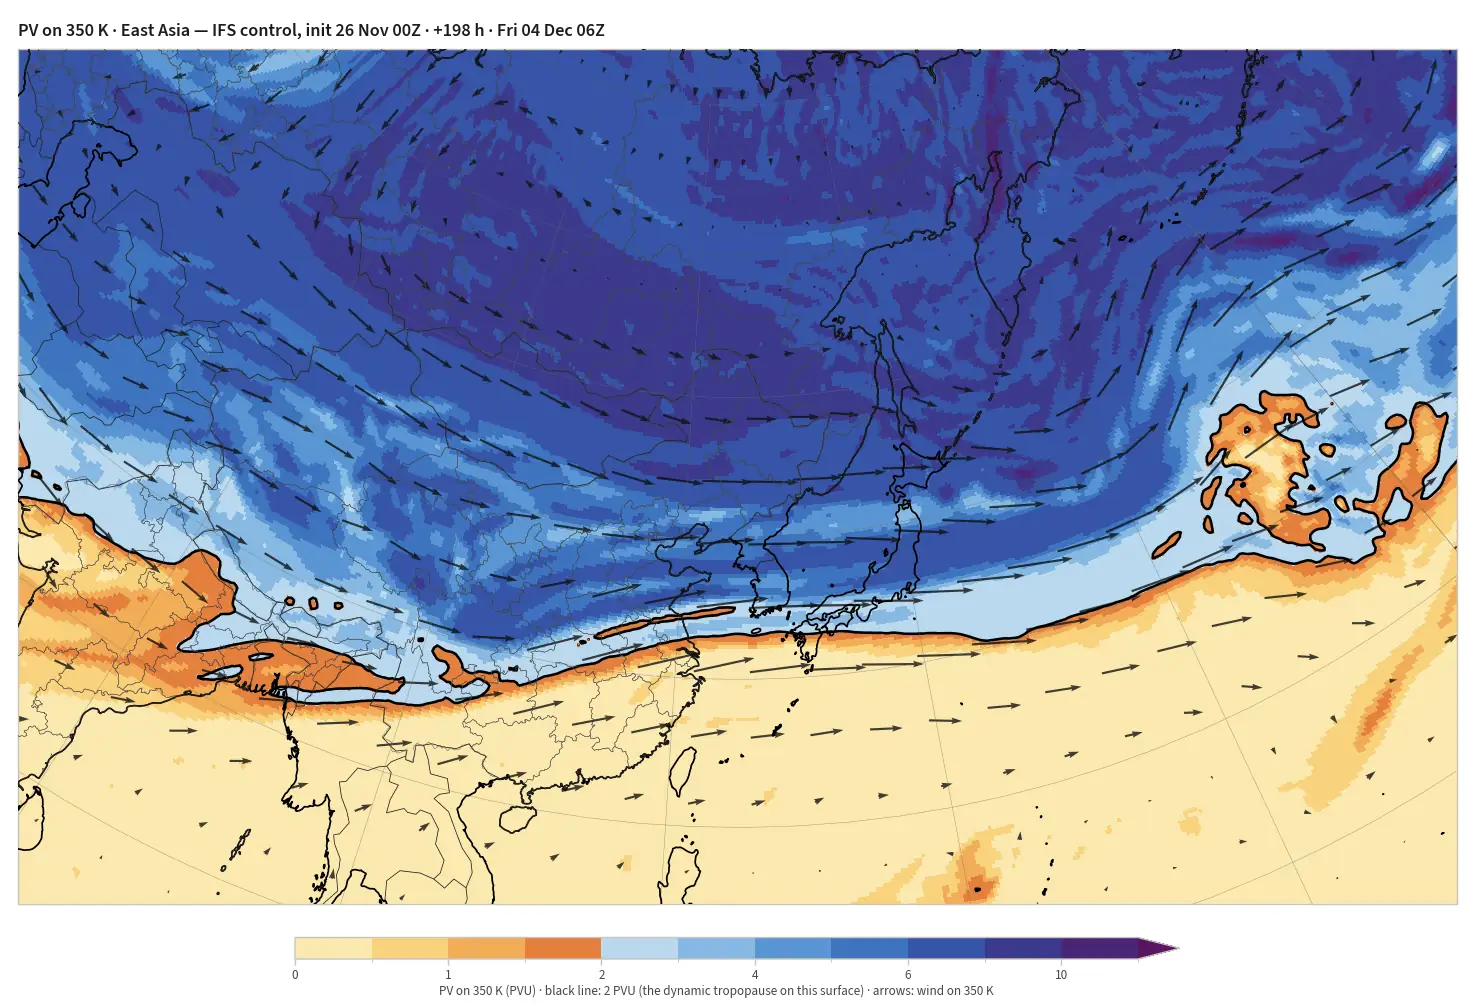 PV on 350 K · East Asia — IFS control, init 26 Nov 00Z · +198 h · Fri 04 Dec 06Z
0 1 2 4 6 10
PV on 350 K (PVU) · black line: 2 PVU (the dynamic tropopause on this surface) · arrows: wind on 350 K